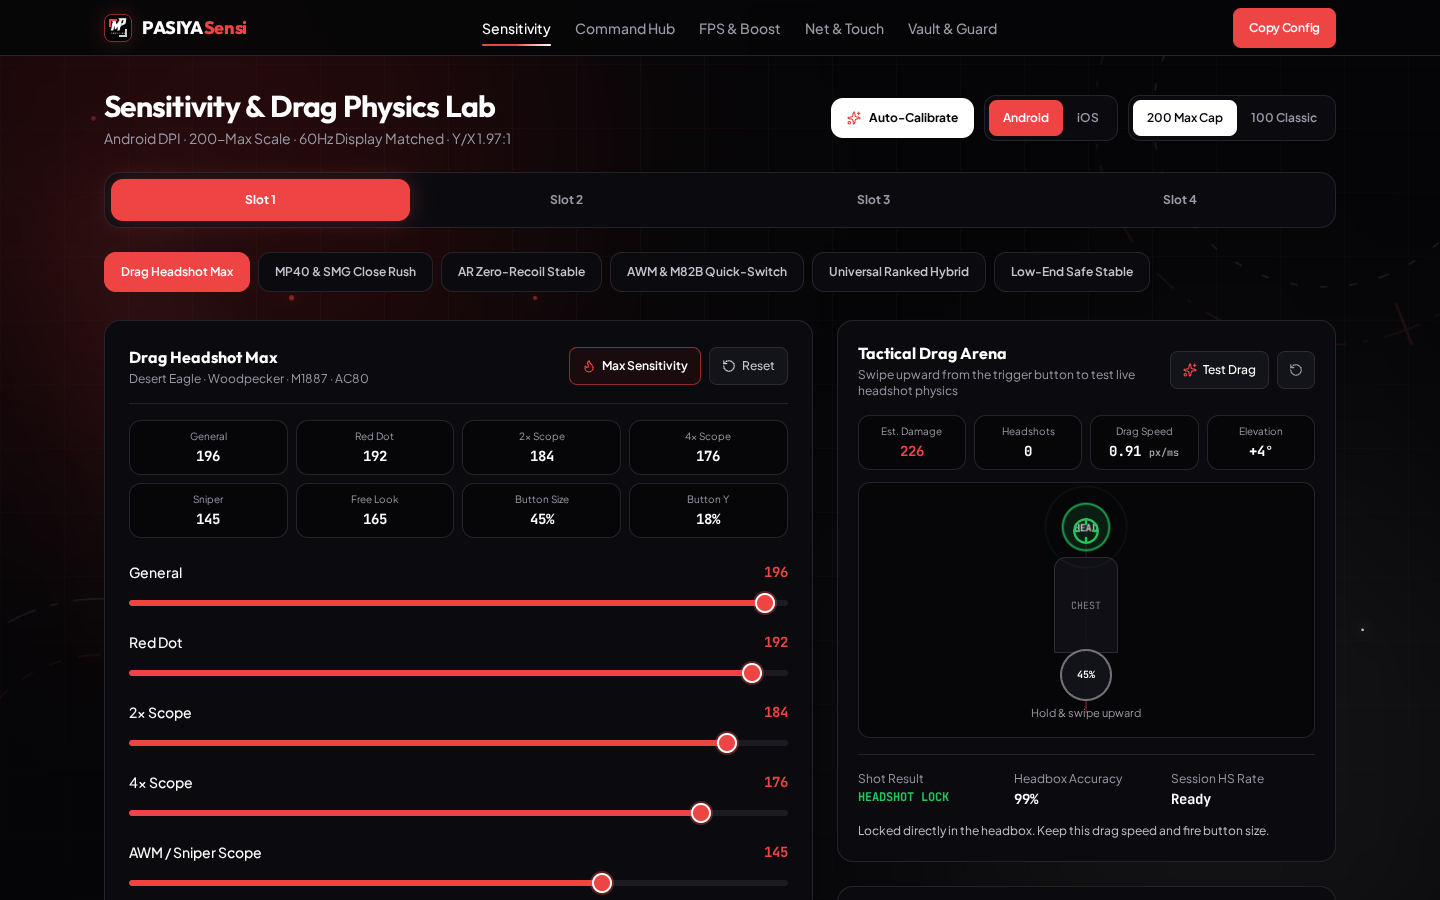 PASIYA Sensi
Sensitivity
Command Hub
FPS & Boost
Net & Touch
Vault & Guard
Copy Config
Sensitivity & Drag Physics Lab
Android DPI · 200-Max Scale · 60Hz Display Matched · Y/X 1.97:1
Auto-Calibrate
Android
iOS
200 Max Cap
100 Classic
Slot 1
Slot 2
Slot 3
Slot 4
Drag Headshot Max
MP40 & SMG Close Rush
AR Zero-Recoil Stable
AWM & M82B Quick-Switch
Universal Ranked Hybrid
Low-End Safe Stable
Drag Headshot Max
Desert Eagle · Woodpecker · M1887 · AC80
Max Sensitivity
Reset
General
196
Red Dot
192
2x Scope
184
4x Scope
176
Sniper
145
Free Look
165
Button Size
45%
Button Y
18%
General
196
Red Dot
192
2x Scope
184
4x Scope
176
AWM / Sniper Scope
145
Tactical Drag Arena
Swipe upward from the trigger button to test live
headshot physics
Test Drag
Est. Damage
226
Headshots
0
Drag Speed
0.91 px/ms
Elevation
+4°
HEAD
CHEST
45%
Hold & swipe upward
Shot Result
HEADSHOT LOCK
Headbox Accuracy
99%
Session HS Rate
Ready
Locked directly in the headbox. Keep this drag speed and fire button size.